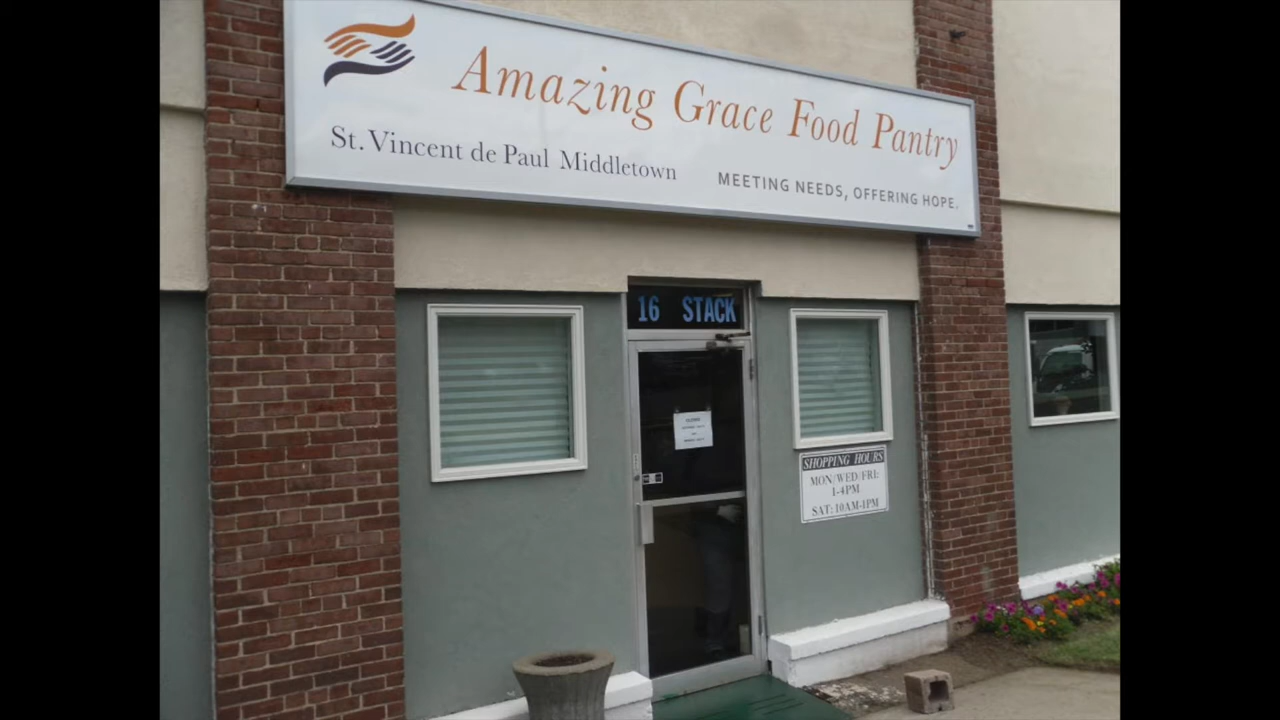 Amazing Grace Food Pantry
St. Vincent de Paul Middletown
MEETING NEEDS, OFFERING HOPE.
16 STACK
SHOPPING HOURS
MON/WED/FRI:
1-4PM
SAT: 10AM-1PM